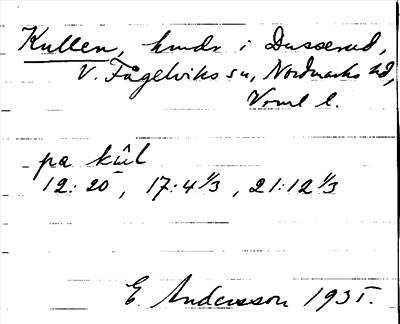 Kullen, hmdr i Dusserud,
V. Fågelviks sn, Nordmarks hd,
Vrml l.
på kûl
12:20, 17:4 1/3, 21:12 1/3
E Andersson 1935.